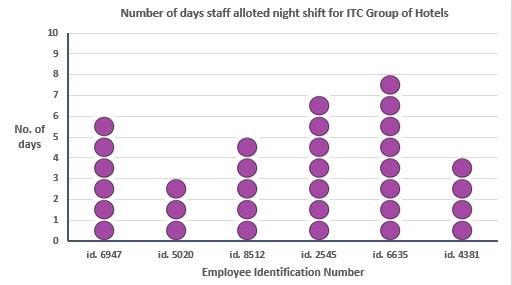 Number of days staff alloted night shift for ITC Group of Hotels
10
9
8
7
6
No. of
days
5
4
3
2
1
0
id. 6947 id. 5020 id. 8512 id. 2545 id. 6635 id. 4381
Employee Identification Number